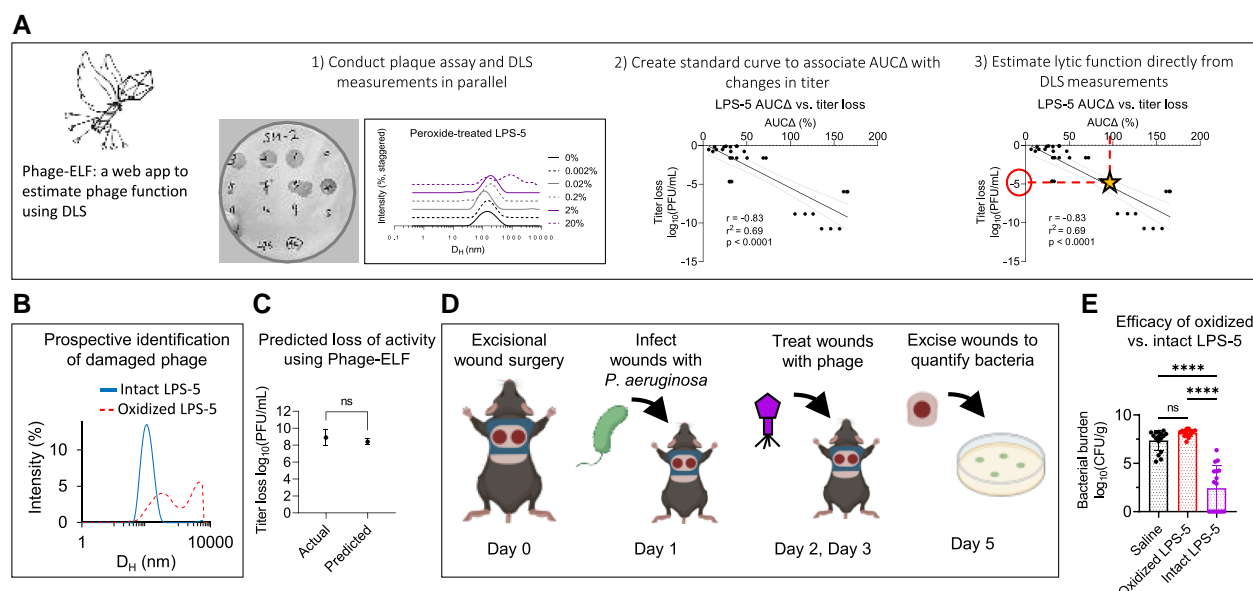 A
Phage-ELF: a web app to
estimate phage function
using DLS
1) Conduct plaque assay and DLS
measurements in parallel
Peroxide-treated LPS-5
Intensity (%, staggered)
0%
0.002%
0.02%
0.2%
2%
20%
0.1 10 100 1000 10000
D_H (nm)
2) Create standard curve to associate AUCΔ with
changes in titer
LPS-5 AUCΔ vs. titer loss
AUCΔ (%)
0 50 100 150 200
0
-5
-10
-15
Titer loss
log10(PFU/mL)
r = -0.83
r² = 0.69
p < 0.0001
3) Estimate lytic function directly from
DLS measurements
LPS-5 AUCΔ vs. titer loss
AUCΔ (%)
0 50 100 150 200
0
-5
-10
-15
Titer loss
log10(PFU/mL)
r = -0.83
r² = 0.69
p < 0.0001
B
Prospective identification
of damaged phage
Intact LPS-5
Oxidized LPS-5
Intensity (%)
10
5
0
1 100 10000
D_H (nm)
C
Predicted loss of activity
using Phage-ELF
Titer loss log10(PFU/mL)
12
10
8
6
4
2
0
ns
Actual
Predicted
D
Excisional
wound surgery
Day 0
Infect
wounds with
P. aeruginosa
Day 1
Treat wounds
with phage
Day 2, Day 3
Excise wounds to
quantify bacteria
Day 5
E
Efficacy of oxidized
vs. intact LPS-5
****
****
ns
Bacterial burden
log10(CFU/g)
10
5
0
Saline
Oxidized LPS-5
Intact LPS-5